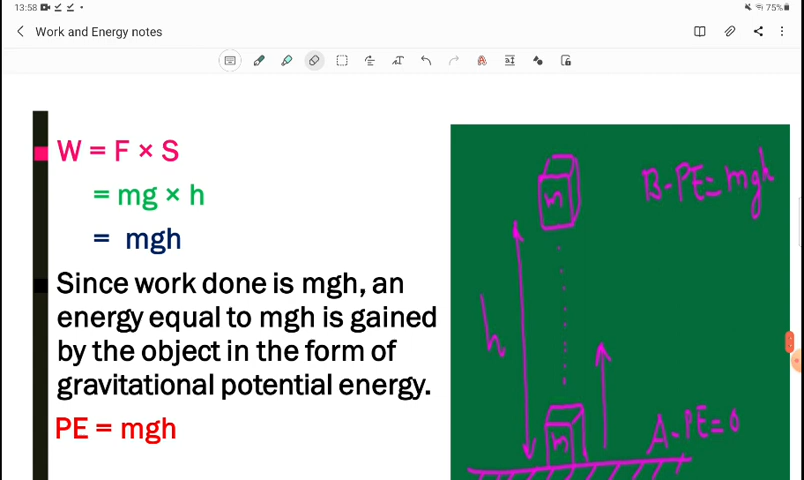 13:58
75%
Work and Energy notes
W = F × S
= mg × h
= mgh
Since work done is mgh, an
energy equal to mgh is gained
by the object in the form of
gravitational potential energy.
PE = mgh
m
B-PE=mgh
h
m
A-PE=0